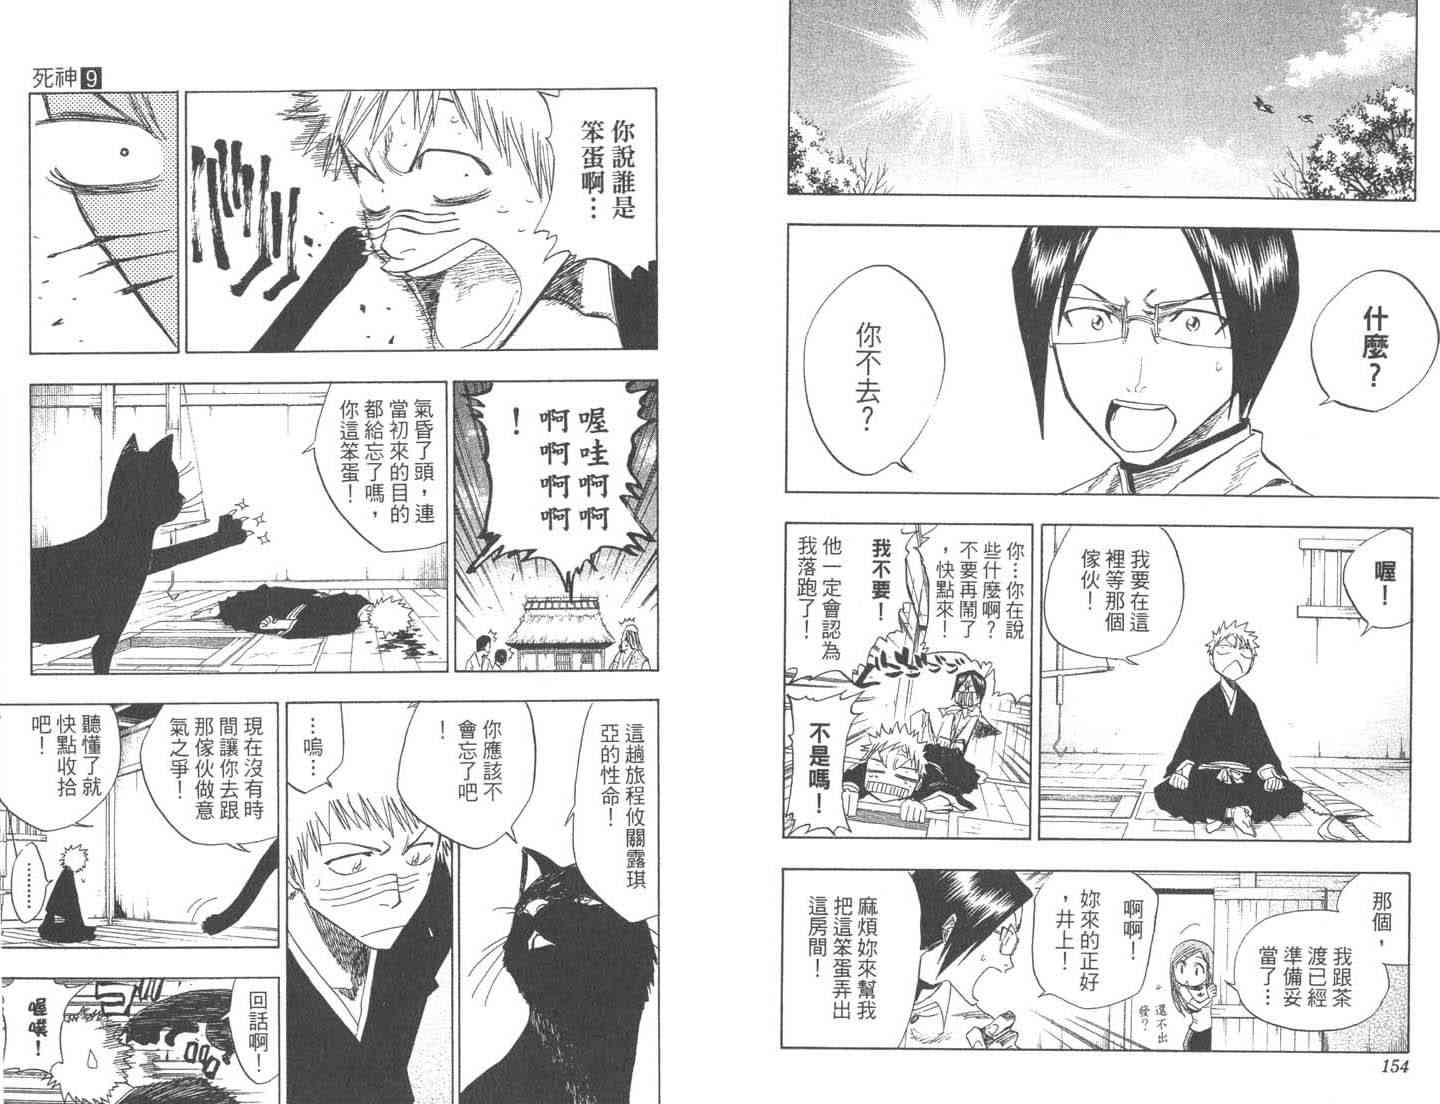 什
麼?
你
不
去?
喔!
我要在這
裡等那個
傢伙!
你…你在說
些什麼啊?
不要再鬧了
,快點來!
我不要!
他一定會認為
我落跑了!
不是嗎!
那個,
我跟茶
渡已經
準備妥
當了…
還不出
發?
啊啊!
妳來的正好
,井上!
麻煩妳來幫我
把這笨蛋弄出
這房間!
154
死神9
你說誰是
笨蛋啊…
喔哇啊啊
啊啊啊啊
!
氣昏了頭,連
當初來的目的
都給忘了嗎,
你這笨蛋!
這趟旅程攸關露琪
亞的性命!
你應該不
會忘了吧
!
…嗚…
現在沒有時
間讓你去跟
那傢伙做意
氣之爭!
聽懂了就
快點收拾
吧!
………
回話啊!
喔噗!